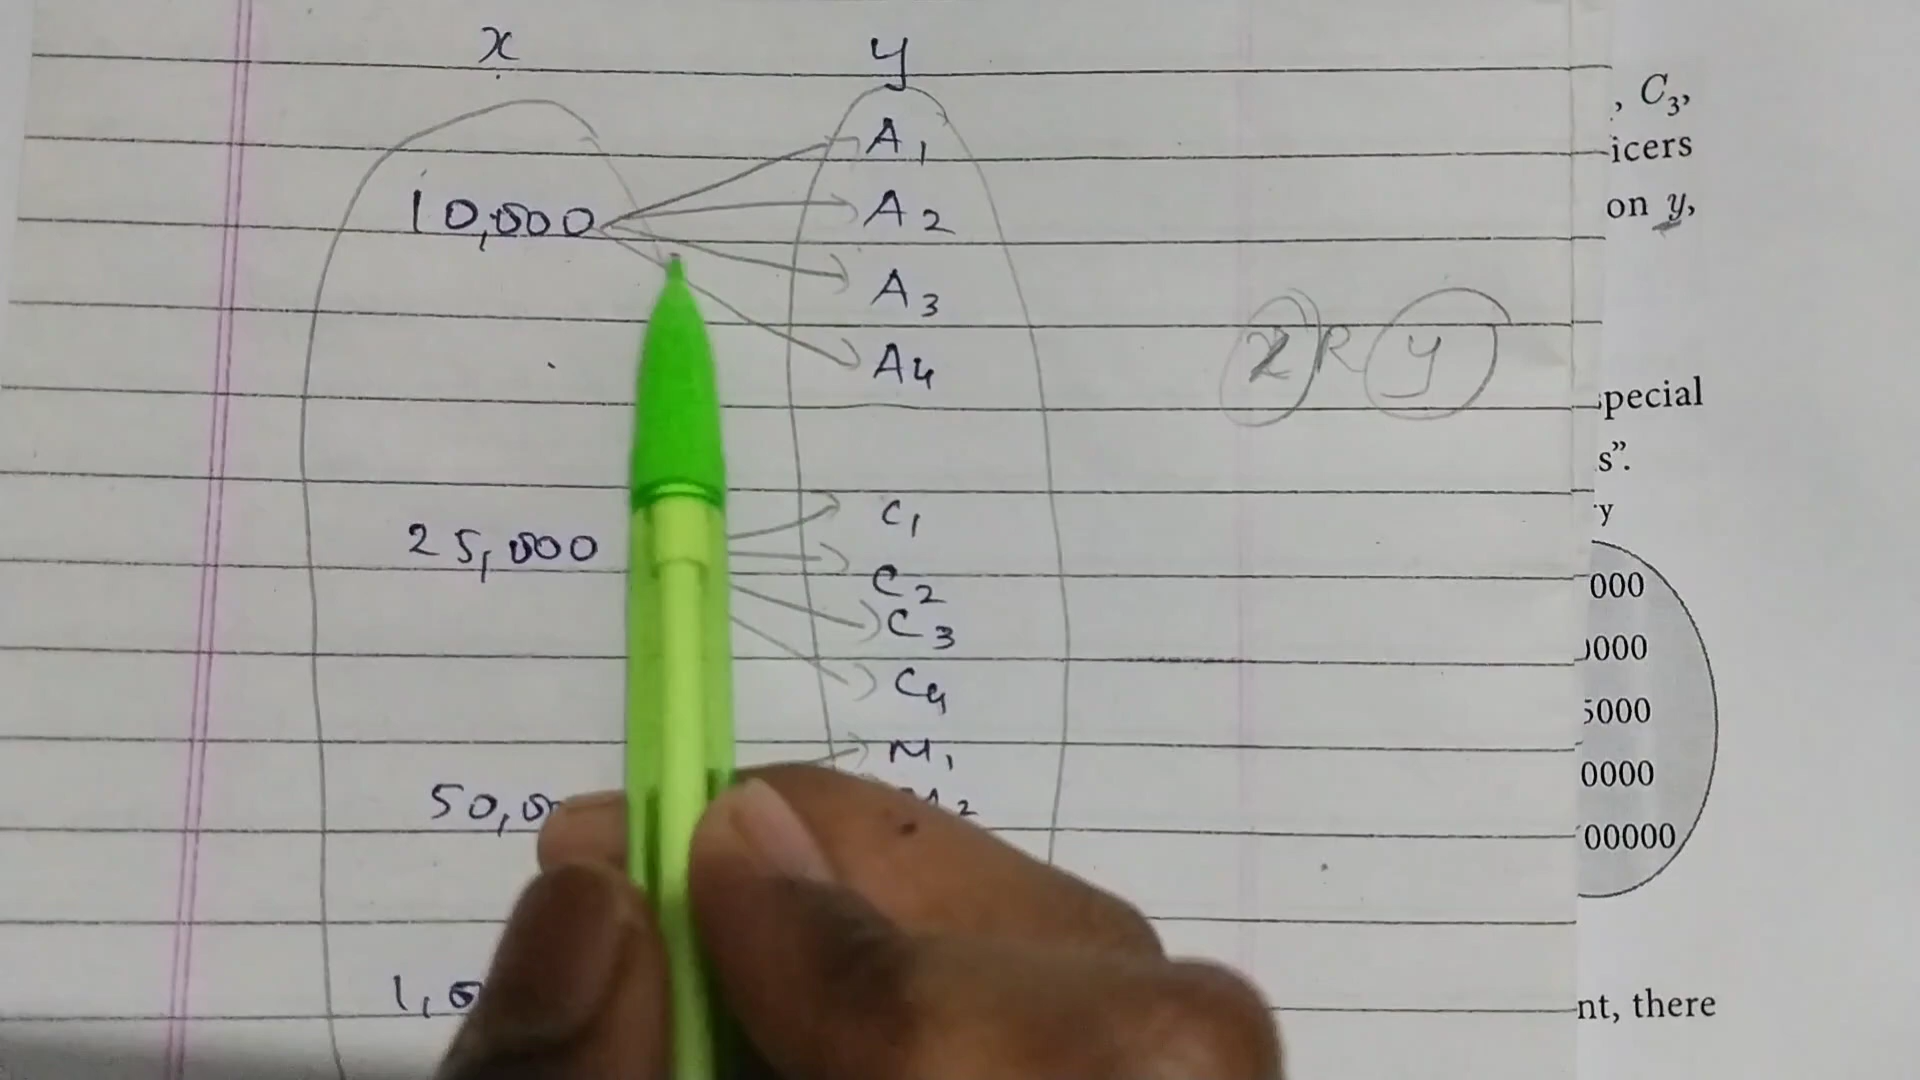 x y
A1
10,000 A2
A3
x R y
A4
25,000 C1
C2
C3
C4
M1
50,0
1,0
, C3,
icers
on y,
pecial
s”.
y
000
0000
5000
0000
00000
nt, there